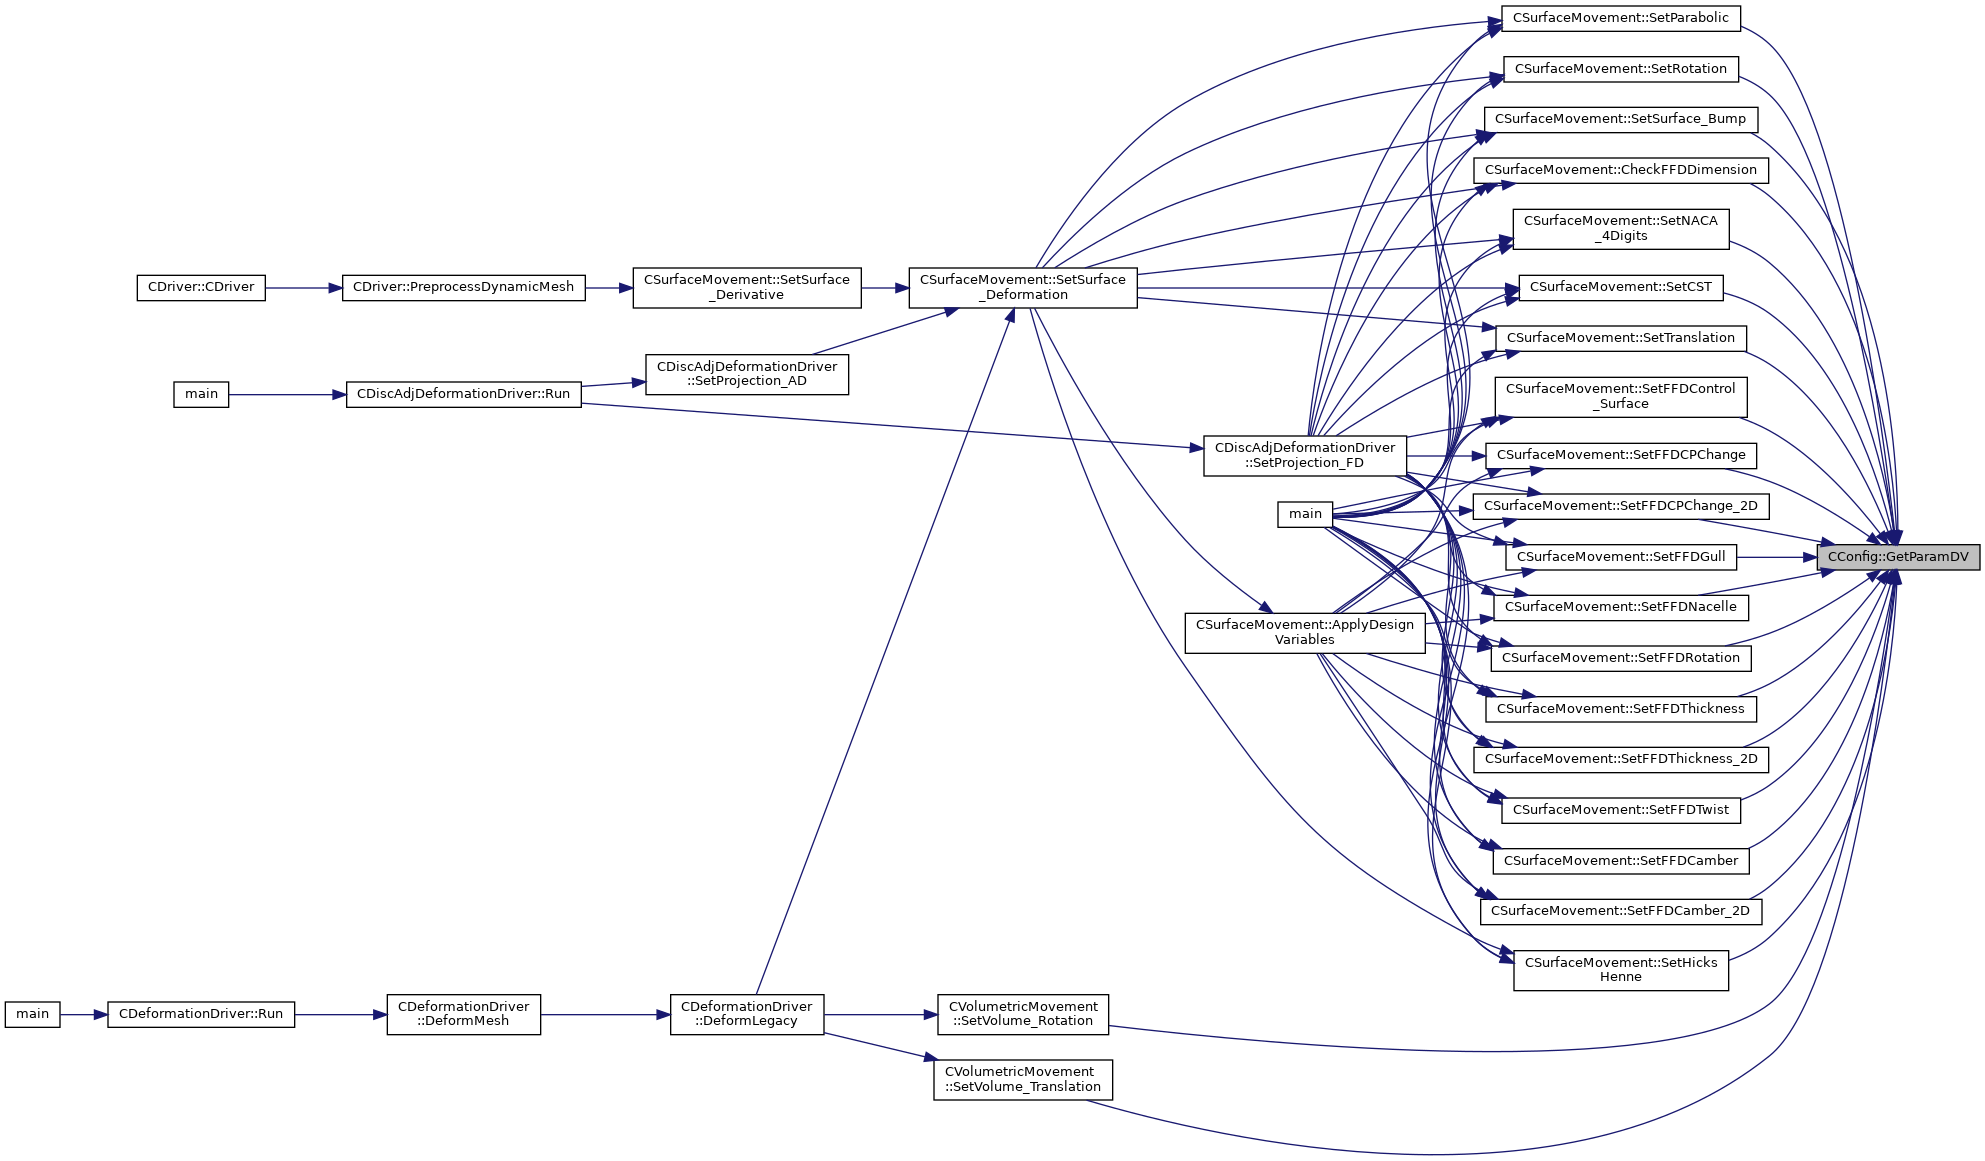 CSurfaceMovement::SetParabolic
CSurfaceMovement::SetRotation
CSurfaceMovement::SetSurface_Bump
CSurfaceMovement::CheckFFDDimension
CSurfaceMovement::SetNACA
_4Digits
CDriver::CDriver
CDriver::PreprocessDynamicMesh
CSurfaceMovement::SetSurface
_Derivative
CSurfaceMovement::SetSurface
_Deformation
CSurfaceMovement::SetCST
CSurfaceMovement::SetTranslation
main
CDiscAdjDeformationDriver::Run
CDiscAdjDeformationDriver
::SetProjection_AD
CSurfaceMovement::SetFFDControl
_Surface
CDiscAdjDeformationDriver
::SetProjection_FD
CSurfaceMovement::SetFFDCPChange
main
CSurfaceMovement::SetFFDCPChange_2D
CSurfaceMovement::SetFFDGull
CConfig::GetParamDV
CSurfaceMovement::SetFFDNacelle
CSurfaceMovement::ApplyDesign
Variables
CSurfaceMovement::SetFFDRotation
CSurfaceMovement::SetFFDThickness
CSurfaceMovement::SetFFDThickness_2D
CSurfaceMovement::SetFFDTwist
CSurfaceMovement::SetFFDCamber
CSurfaceMovement::SetFFDCamber_2D
CSurfaceMovement::SetHicks
Henne
main
CDeformationDriver::Run
CDeformationDriver
::DeformMesh
CDeformationDriver
::DeformLegacy
CVolumetricMovement
::SetVolume_Rotation
CVolumetricMovement
::SetVolume_Translation